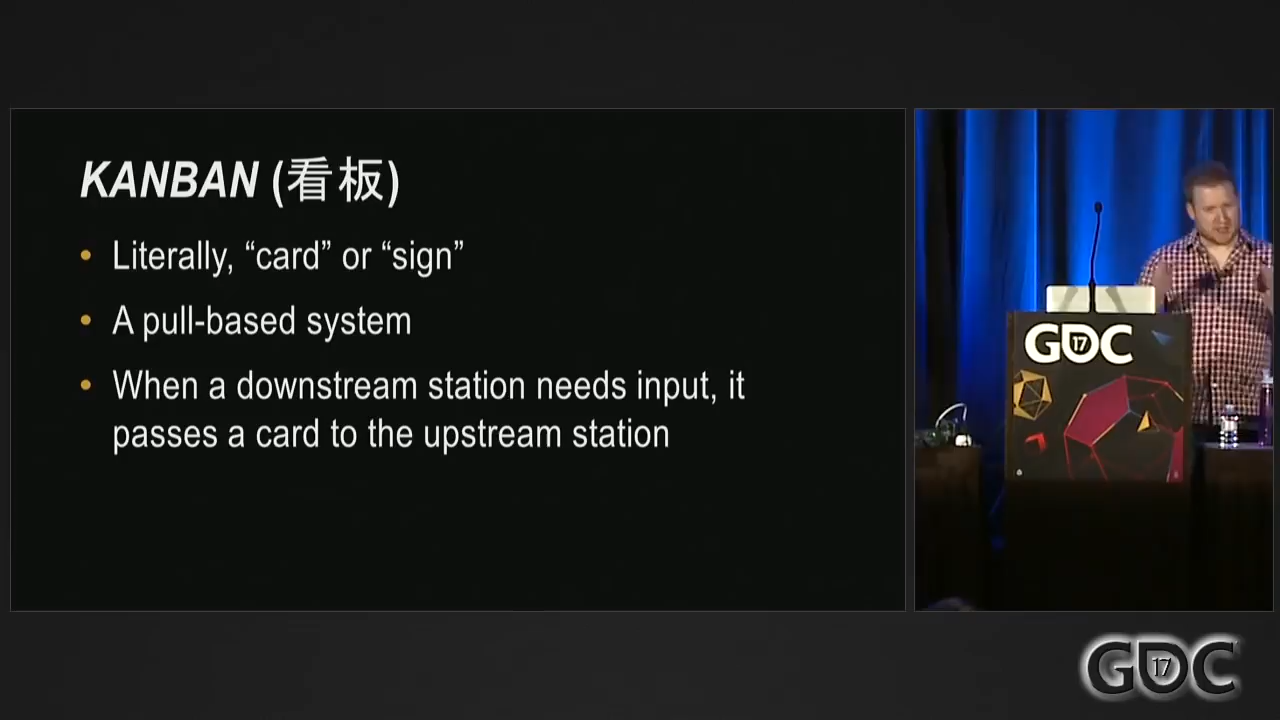 KANBAN (看板)
• Literally, “card” or “sign”
• A pull-based system
• When a downstream station needs input, it
passes a card to the upstream station
GDC 17
GDC 17